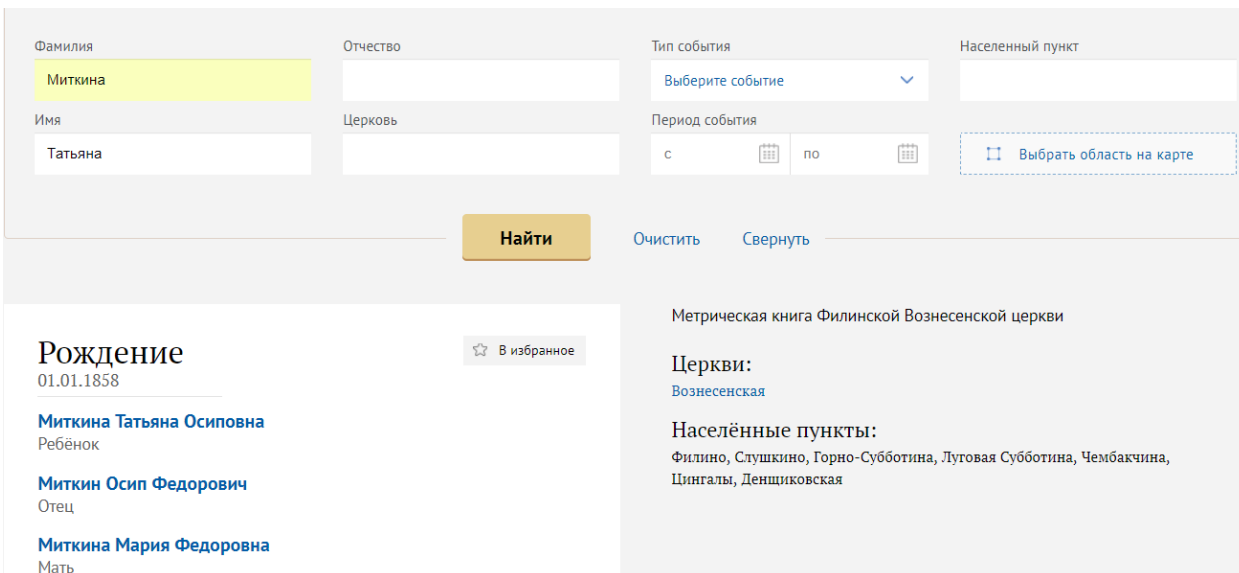 Фамилия
Отчество
Тип события
Населенный пункт
Миткина
Выберите событие
Имя
Церковь
Период события
Татьяна
с
по
Выбрать область на карте
Найти
Очистить
Свернуть
Рождение
В избранное
01.01.1858
Миткина Татьяна Осиповна
Ребёнок
Миткин Осип Федорович
Отец
Миткина Мария Федоровна
Мать
Метрическая книга Филинской Вознесенской церкви
Церкви:
Вознесенская
Населённые пункты:
Филино, Слушкино, Горно-Субботина, Луговая Субботина, Чембакчина,
Цингалы, Денщиковская